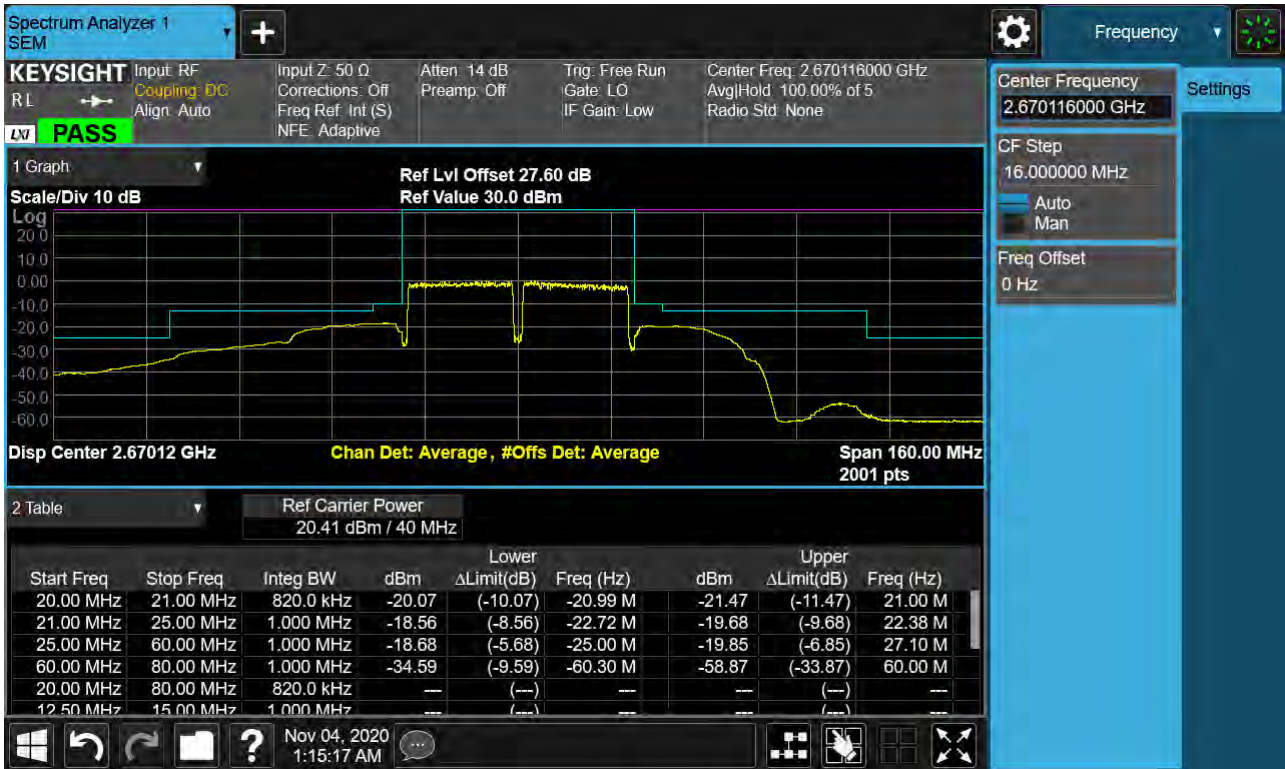 Spectrum Analyzer 1
SEM
+
Frequency
KEYSIGHT
RL
LXI
PASS
Input: RF
Coupling: DC
Align: Auto
Input Z: 50 Ω
Corrections: Off
Freq Ref: Int (S)
NFE: Adaptive
Atten: 14 dB
Preamp: Off
Trig: Free Run
Gate: LO
IF Gain: Low
Center Freq: 2.670116000 GHz
Avg|Hold: 100.00% of 5
Radio Std: None
Center Frequency
2.670116000 GHz
Settings
CF Step
16.000000 MHz
Auto
Man
Freq Offset
0 Hz
1 Graph
Scale/Div 10 dB
Ref Lvl Offset 27.60 dB
Ref Value 30.0 dBm
Log
20.0
10.0
0.00
-10.0
-20.0
-30.0
-40.0
-50.0
-60.0
Disp Center 2.67012 GHz
Chan Det: Average, #Offs Det: Average
Span 160.00 MHz
2001 pts
2 Table
Ref Carrier Power
20.41 dBm / 40 MHz
Lower Upper
Start Freq Stop Freq Integ BW dBm ΔLimit(dB) Freq (Hz) dBm ΔLimit(dB) Freq (Hz)
20.00 MHz 21.00 MHz 820.0 kHz -20.07 (-10.07) -20.99 M -21.47 (-11.47) 21.00 M
21.00 MHz 25.00 MHz 1.000 MHz -18.56 (-8.56) -22.72 M -19.68 (-9.68) 22.38 M
25.00 MHz 60.00 MHz 1.000 MHz -18.68 (-5.68) -25.00 M -19.85 (-6.85) 27.10 M
60.00 MHz 80.00 MHz 1.000 MHz -34.59 (-9.59) -60.30 M -58.87 (-33.87) 60.00 M
20.00 MHz 80.00 MHz 820.0 kHz --- (---) --- --- (---) ---
12.50 MHz 15.00 MHz 1.000 MHz --- (---) --- --- (---) ---
?
Nov 04, 2020
1:15:17 AM